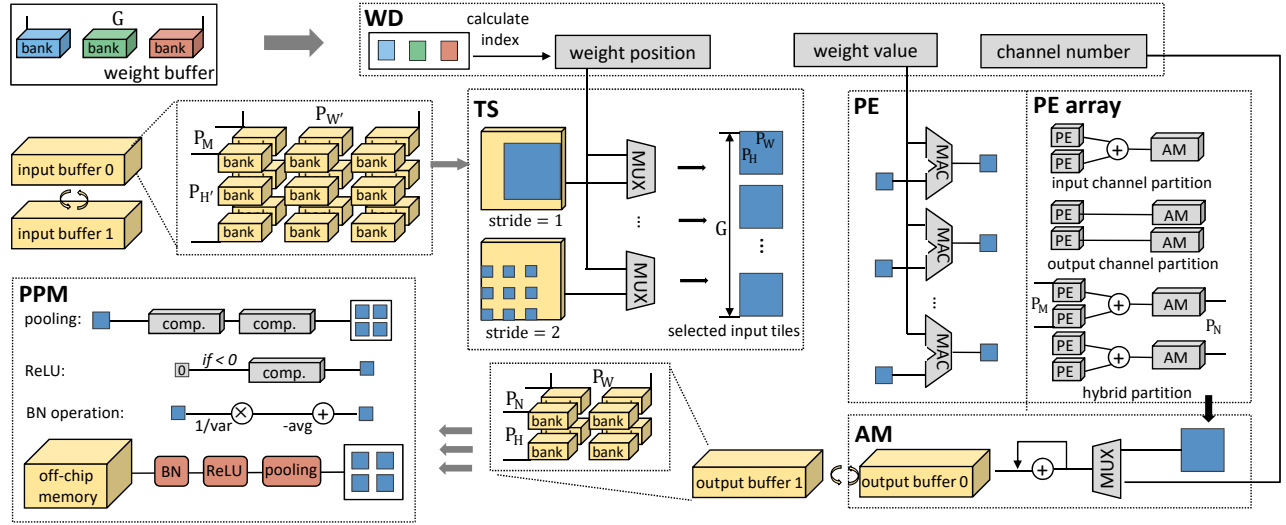 G
bank bank bank
weight buffer
WD
calculate
index
weight position
weight value
channel number
input buffer 0
input buffer 1
P_M
P_W'
P_H'
bank bank bank
bank bank bank
bank bank bank
TS
stride = 1
stride = 2
MUX
...
MUX
P_W
P_H
G
...
selected input tiles
PE
MAC
MAC
...
MAC
PE array
PE
PE
+
AM
input channel partition
PE AM
PE AM
output channel partition
P_M
PE
PE
+
AM
P_N
PE
PE
+
AM
hybrid partition
PPM
pooling: comp. comp.
ReLU: 0 if < 0 comp.
BN operation: × +
1/var -avg
off-chip
memory
BN ReLU pooling
P_W
P_N
P_H
bank bank
bank bank
output buffer 1
AM
output buffer 0
+
MUX